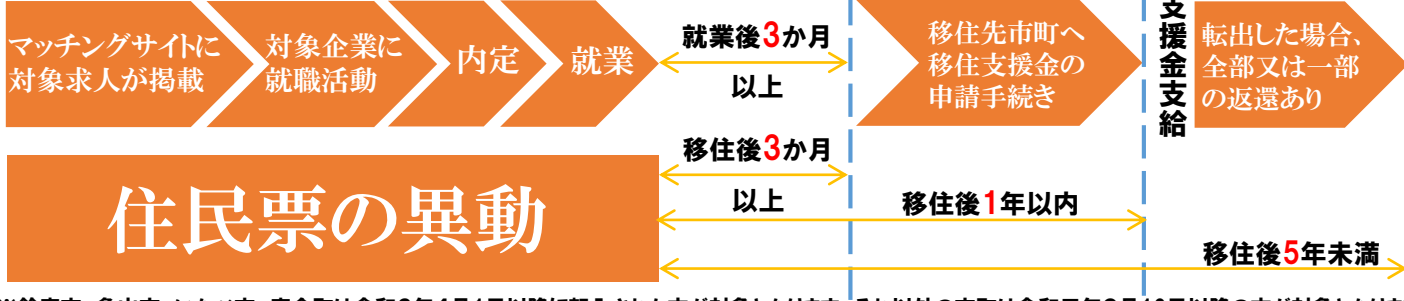 マッチングサイトに
対象求人が掲載
対象企業に
就職活動
内定
就業
就業後3か月
以上
移住先市町へ
移住支援金の
申請手続き
支援金支給
転出した場合、
全部又は一部
の返還あり
住民票の異動
移住後3か月
以上
移住後1年以内
移住後5年未満